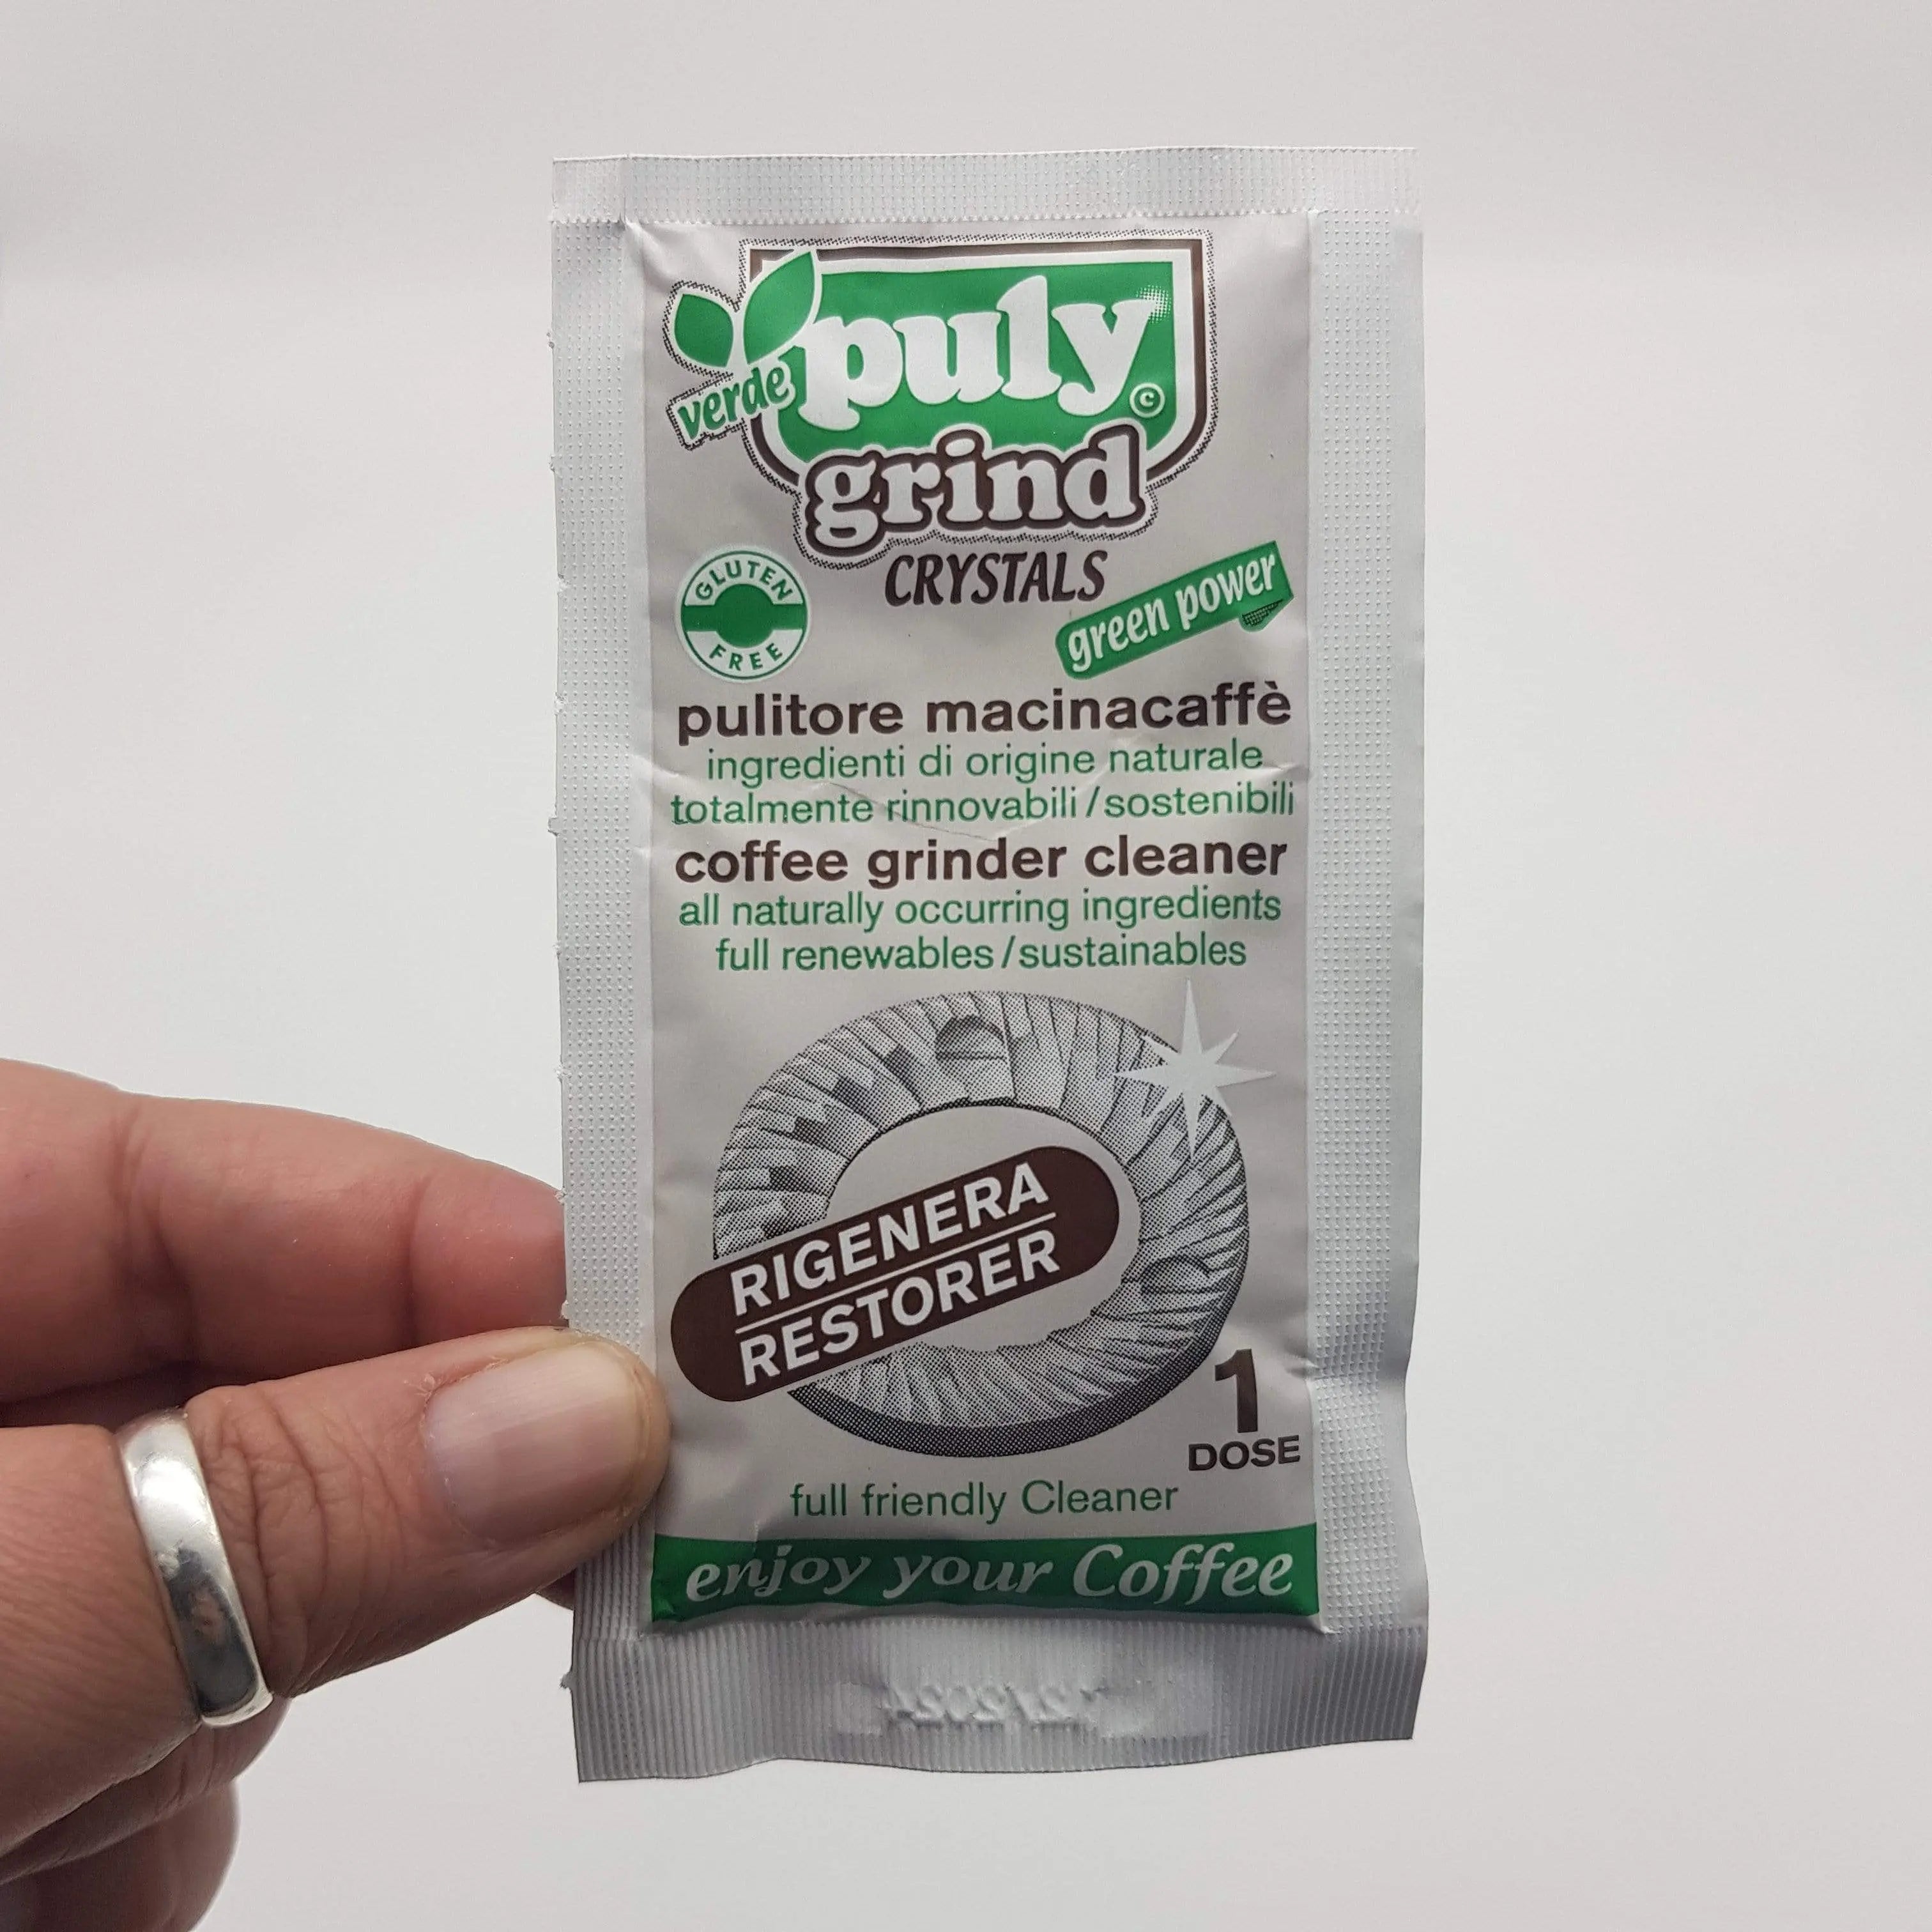 verde
puly
©
grind
CRYSTALS
GLUTEN
FREE
green power
pulitore macinacaffè
ingredienti di origine naturale
totalmente rinnovabili/sostenibili
coffee grinder cleaner
all naturally occurring ingredients
full renewables/sustainables
RIGENERA
RESTORER
1
DOSE
full friendly Cleaner
enjoy your Coffee